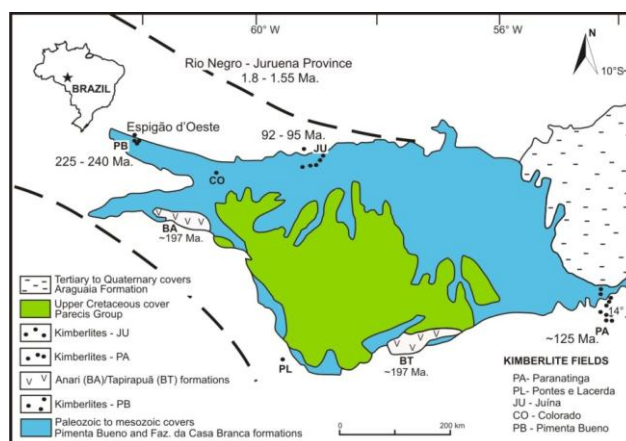 60° W
56° W
N
10°S
Rio Negro - Juruena Province
1.8 - 1.55 Ma.
BRAZIL
Espigão d'Oeste
PB
225 - 240 Ma.
92 - 95 Ma.
JU
CO
BA
~197 Ma.
14°
PA
~125 Ma.
PL
BT
~197 Ma.
Tertiary to Quaternary covers
Araguaia Formation
Upper Cretaceous cover
Parecis Group
Kimberlites - JU
Kimberlites - PA
Anari (BA)/Tapirapuã (BT) formations
Kimberlites - PB
Paleozoic to mesozoic covers
Pimenta Bueno and Faz. da Casa Branca formations
0
200 km
KIMBERLITE FIELDS
PA- Paranatinga
PL- Pontes e Lacerda
JU - Juína
CO - Colorado
PB - Pimenta Bueno